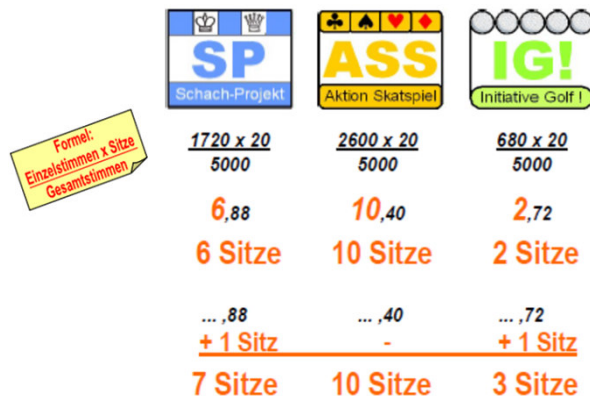 SP
Schach-Projekt
ASS
Aktion Skatspiel
IG!
Initiative Golf !
Formel:
Einzelstimmen x Sitze
Gesamtstimmen
1720 x 20 2600 x 20 680 x 20
5000 5000 5000
6,88 10,40 2,72
6 Sitze 10 Sitze 2 Sitze
... ,88 ... ,40 ... ,72
+ 1 Sitz - + 1 Sitz
7 Sitze 10 Sitze 3 Sitze